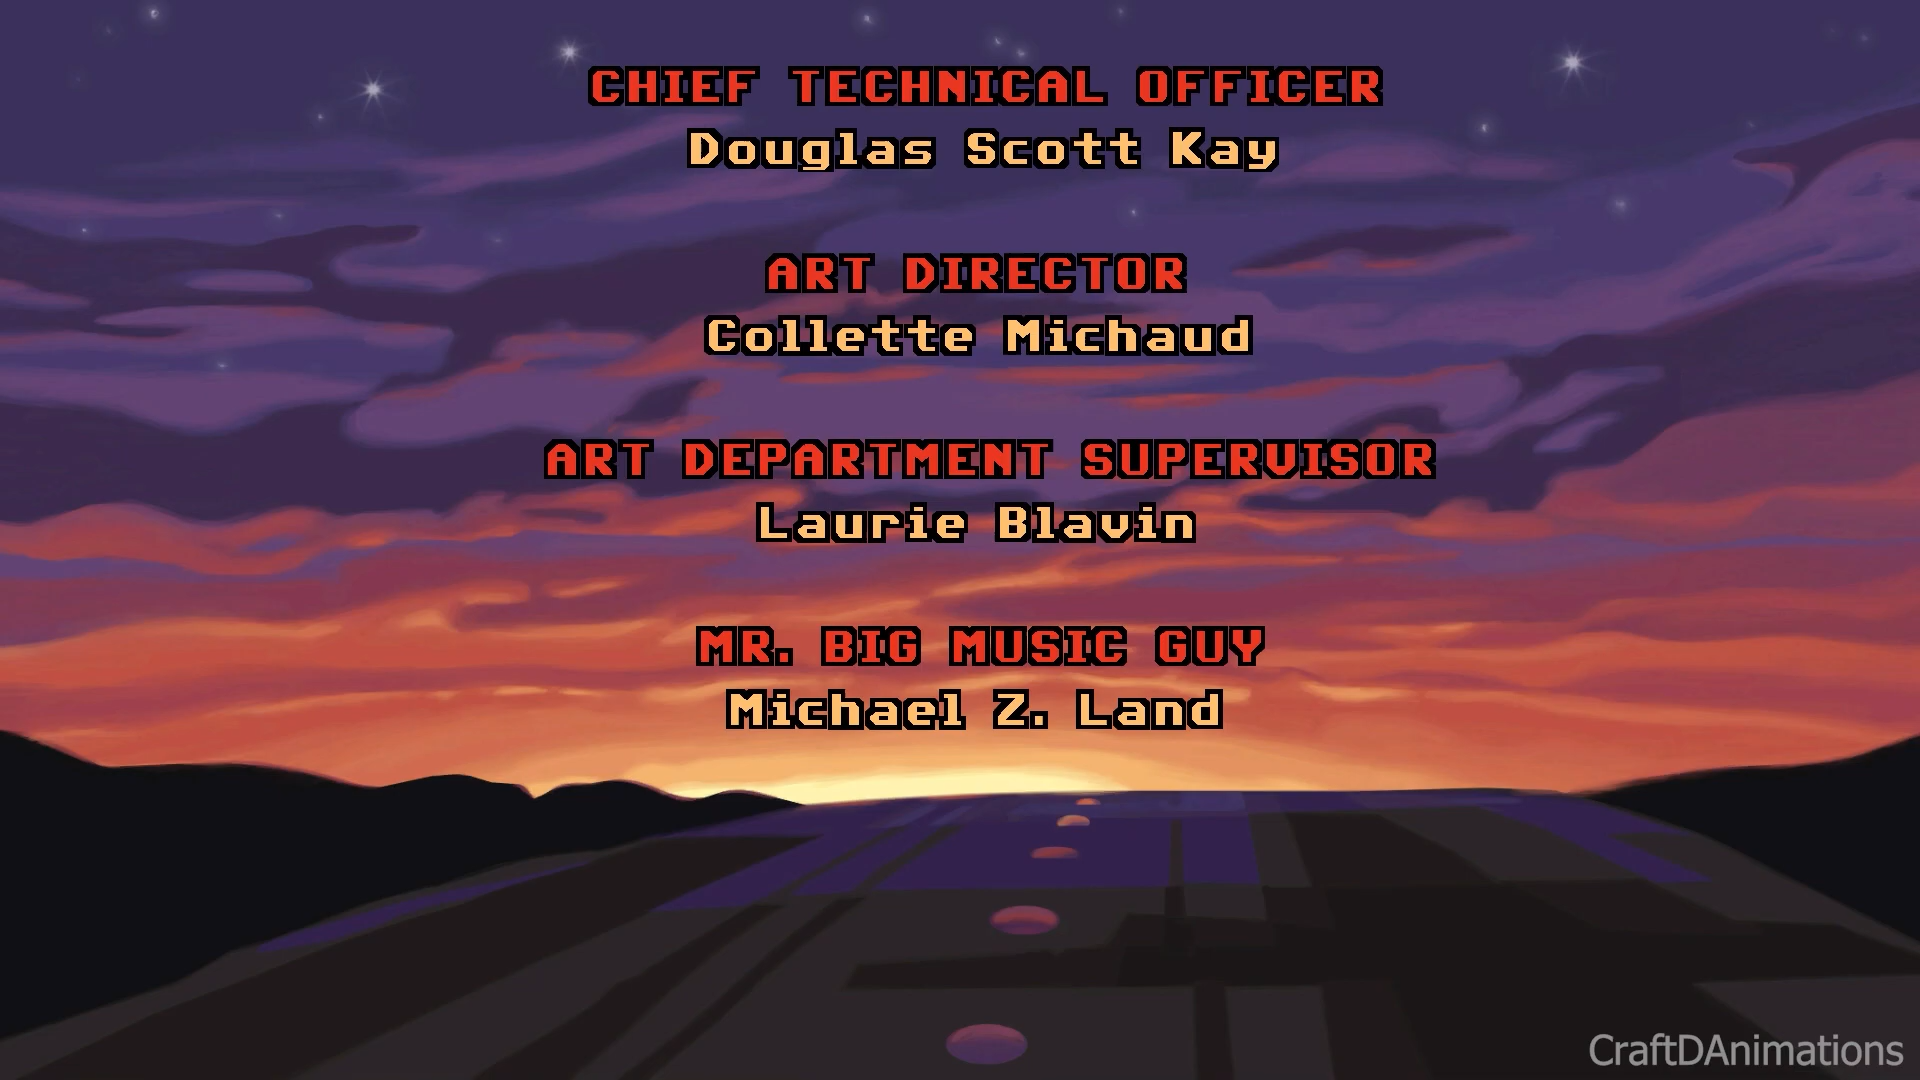 CHIEF TECHNICAL OFFICER
Douglas Scott Kay
ART DIRECTOR
Collette Michaud
ART DEPARTMENT SUPERVISOR
Laurie Blavin
MR. BIG MUSIC GUY
Michael Z. Land
CraftDAnimations